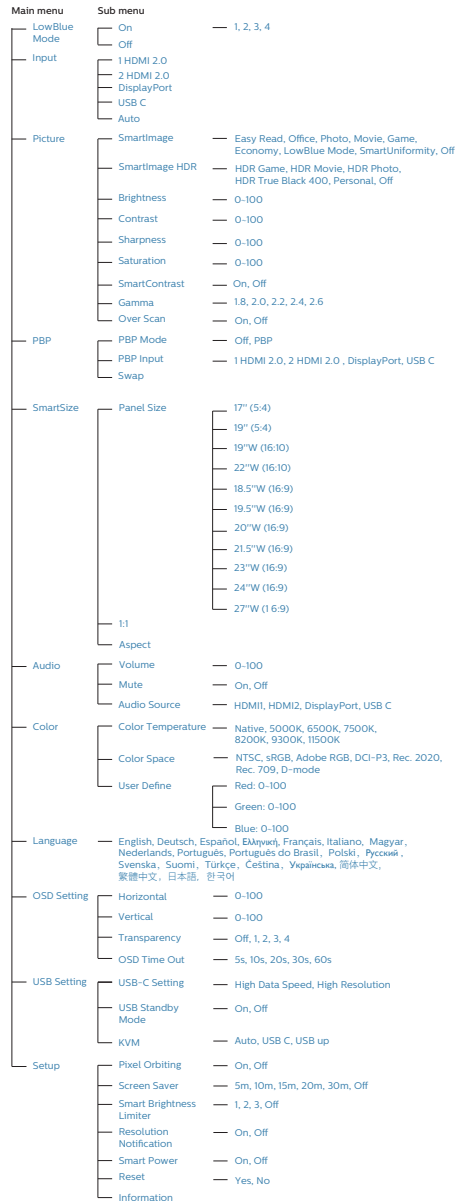 Main menu Sub menu
LowBlue Mode On 1, 2, 3, 4
Off
Input 1 HDMI 2.0
2 HDMI 2.0
DisplayPort
USB C
Auto
Picture SmartImage Easy Read, Office, Photo, Movie, Game,
Economy, LowBlue Mode, SmartUniformity, Off
SmartImage HDR HDR Game, HDR Movie, HDR Photo,
HDR True Black 400, Personal, Off
Brightness 0-100
Contrast 0-100
Sharpness 0-100
Saturation 0-100
SmartContrast On, Off
Gamma 1.8, 2.0, 2.2, 2.4, 2.6
Over Scan On, Off
PBP PBP Mode Off, PBP
PBP Input 1 HDMI 2.0, 2 HDMI 2.0 , DisplayPort, USB C
Swap
SmartSize Panel Size 17" (5:4)
19" (5:4)
19"W (16:10)
22"W (16:10)
18.5"W (16:9)
19.5"W (16:9)
20"W (16:9)
21.5"W (16:9)
23"W (16:9)
24"W (16:9)
27"W (1 6:9)
1:1
Aspect
Audio Volume 0-100
Mute On, Off
Audio Source HDMI1, HDMI2, DisplayPort, USB C
Color Color Temperature Native, 5000K, 6500K, 7500K,
8200K, 9300K, 11500K
Color Space NTSC, sRGB, Adobe RGB, DCI-P3, Rec. 2020,
Rec. 709, D-mode
User Define Red: 0-100
Green: 0-100
Blue: 0-100
Language English, Deutsch, Español, Ελληνική, Français, Italiano, Magyar,
Nederlands, Português, Português do Brasil, Polski, Русский ,
Svenska, Suomi, Türkçe, Čeština, Українська, 简体中文,
繁體中文, 日本語, 한국어
OSD Setting Horizontal 0-100
Vertical 0-100
Transparency Off, 1, 2, 3, 4
OSD Time Out 5s, 10s, 20s, 30s, 60s
USB Setting USB-C Setting High Data Speed, High Resolution
USB Standby Mode On, Off
KVM Auto, USB C, USB up
Setup Pixel Orbiting On, Off
Screen Saver 5m, 10m, 15m, 20m, 30m, Off
Smart Brightness Limiter 1, 2, 3, Off
Resolution Notification On, Off
Smart Power On, Off
Reset Yes, No
Information